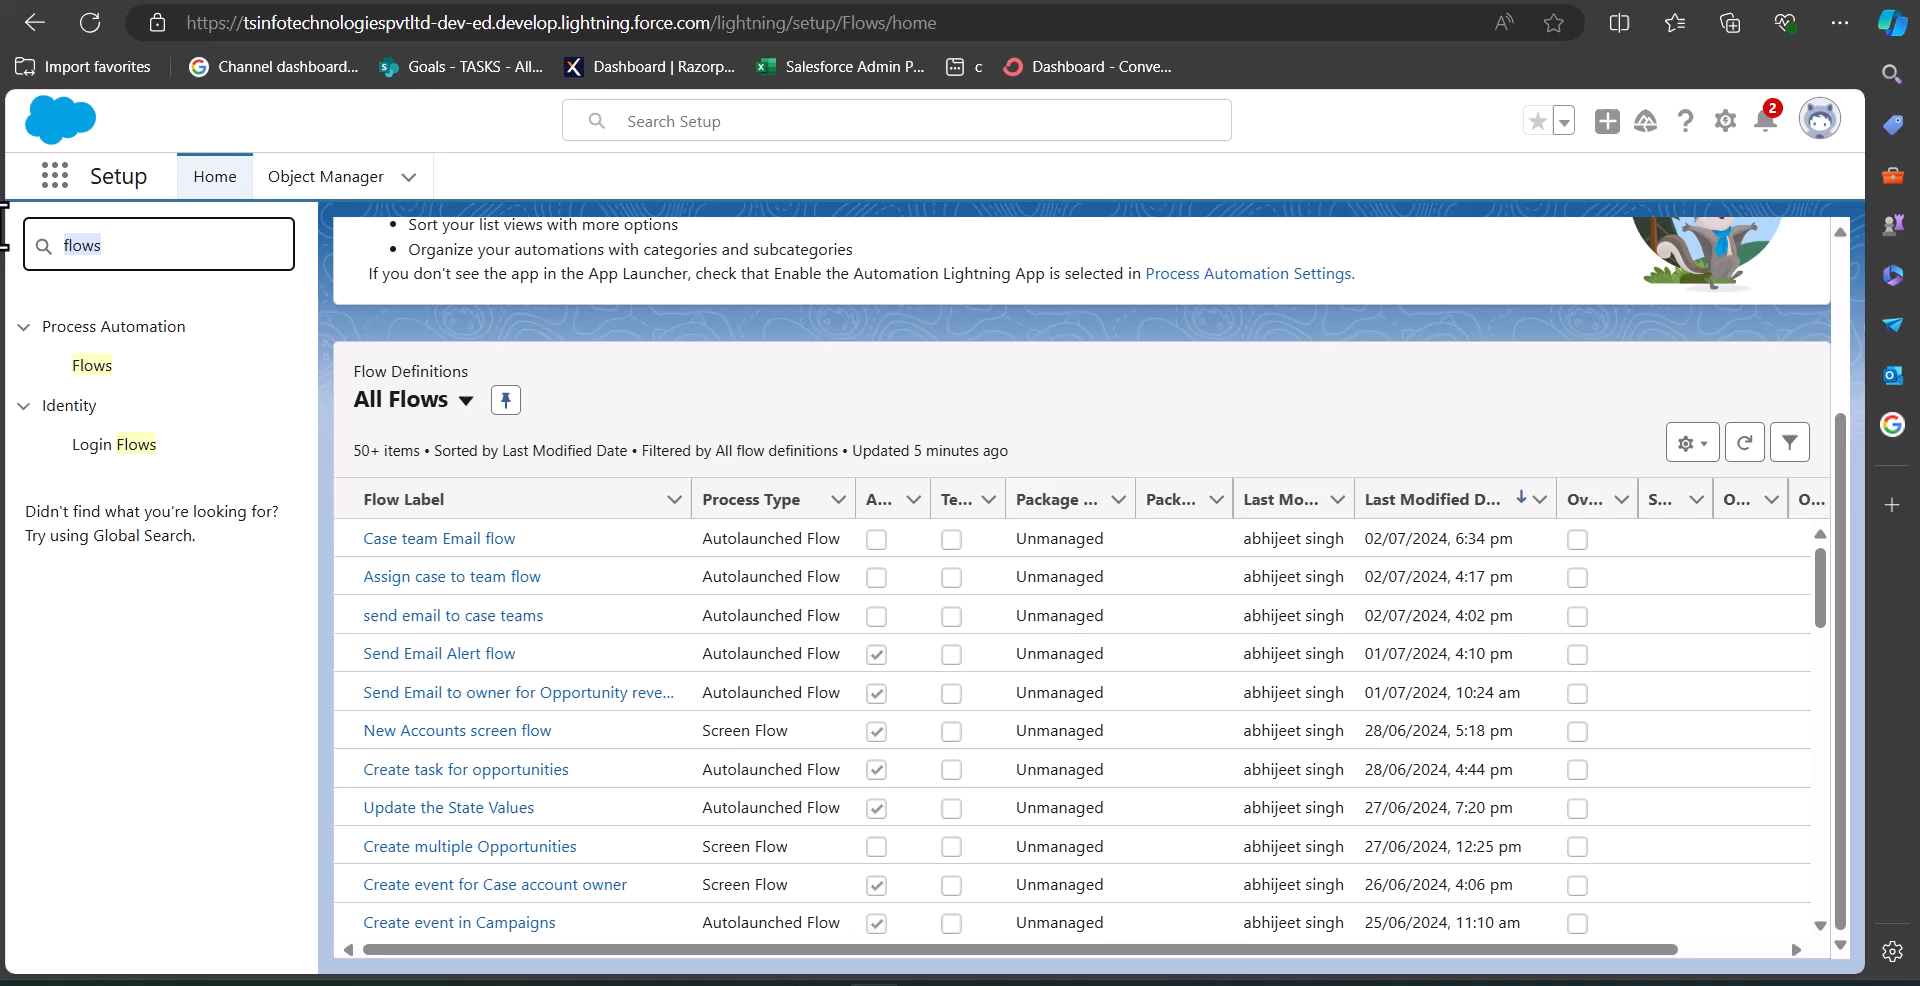 https://tsinfotechnologiespvtltd-dev-ed.develop.lightning.force.com/lightning/setup/Flows/home
Import favorites
Channel dashboard...
Goals - TASKS - All...
Dashboard | Razorp...
Salesforce Admin P...
c
Dashboard - Conve...
Search Setup
2
Setup
Home
Object Manager
flows
Process Automation
Flows
Identity
Login Flows
Didn't find what you're looking for?
Try using Global Search.
Sort your list views with more options
Organize your automations with categories and subcategories
If you don't see the app in the App Launcher, check that Enable the Automation Lightning App is selected in Process Automation Settings.
Flow Definitions
All Flows
50+ items • Sorted by Last Modified Date • Filtered by All flow definitions • Updated 5 minutes ago
Flow Label Process Type A... Te... Package ... Pack... Last Mo... Last Modified D... Ov... S... O... O...
Case team Email flow Autolaunched Flow Unmanaged abhijeet singh 02/07/2024, 6:34 pm
Assign case to team flow Autolaunched Flow Unmanaged abhijeet singh 02/07/2024, 4:17 pm
send email to case teams Autolaunched Flow Unmanaged abhijeet singh 02/07/2024, 4:02 pm
Send Email Alert flow Autolaunched Flow Unmanaged abhijeet singh 01/07/2024, 4:10 pm
Send Email to owner for Opportunity reve... Autolaunched Flow Unmanaged abhijeet singh 01/07/2024, 10:24 am
New Accounts screen flow Screen Flow Unmanaged abhijeet singh 28/06/2024, 5:18 pm
Create task for opportunities Autolaunched Flow Unmanaged abhijeet singh 28/06/2024, 4:44 pm
Update the State Values Autolaunched Flow Unmanaged abhijeet singh 27/06/2024, 7:20 pm
Create multiple Opportunities Screen Flow Unmanaged abhijeet singh 27/06/2024, 12:25 pm
Create event for Case account owner Screen Flow Unmanaged abhijeet singh 26/06/2024, 4:06 pm
Create event in Campaigns Autolaunched Flow Unmanaged abhijeet singh 25/06/2024, 11:10 am